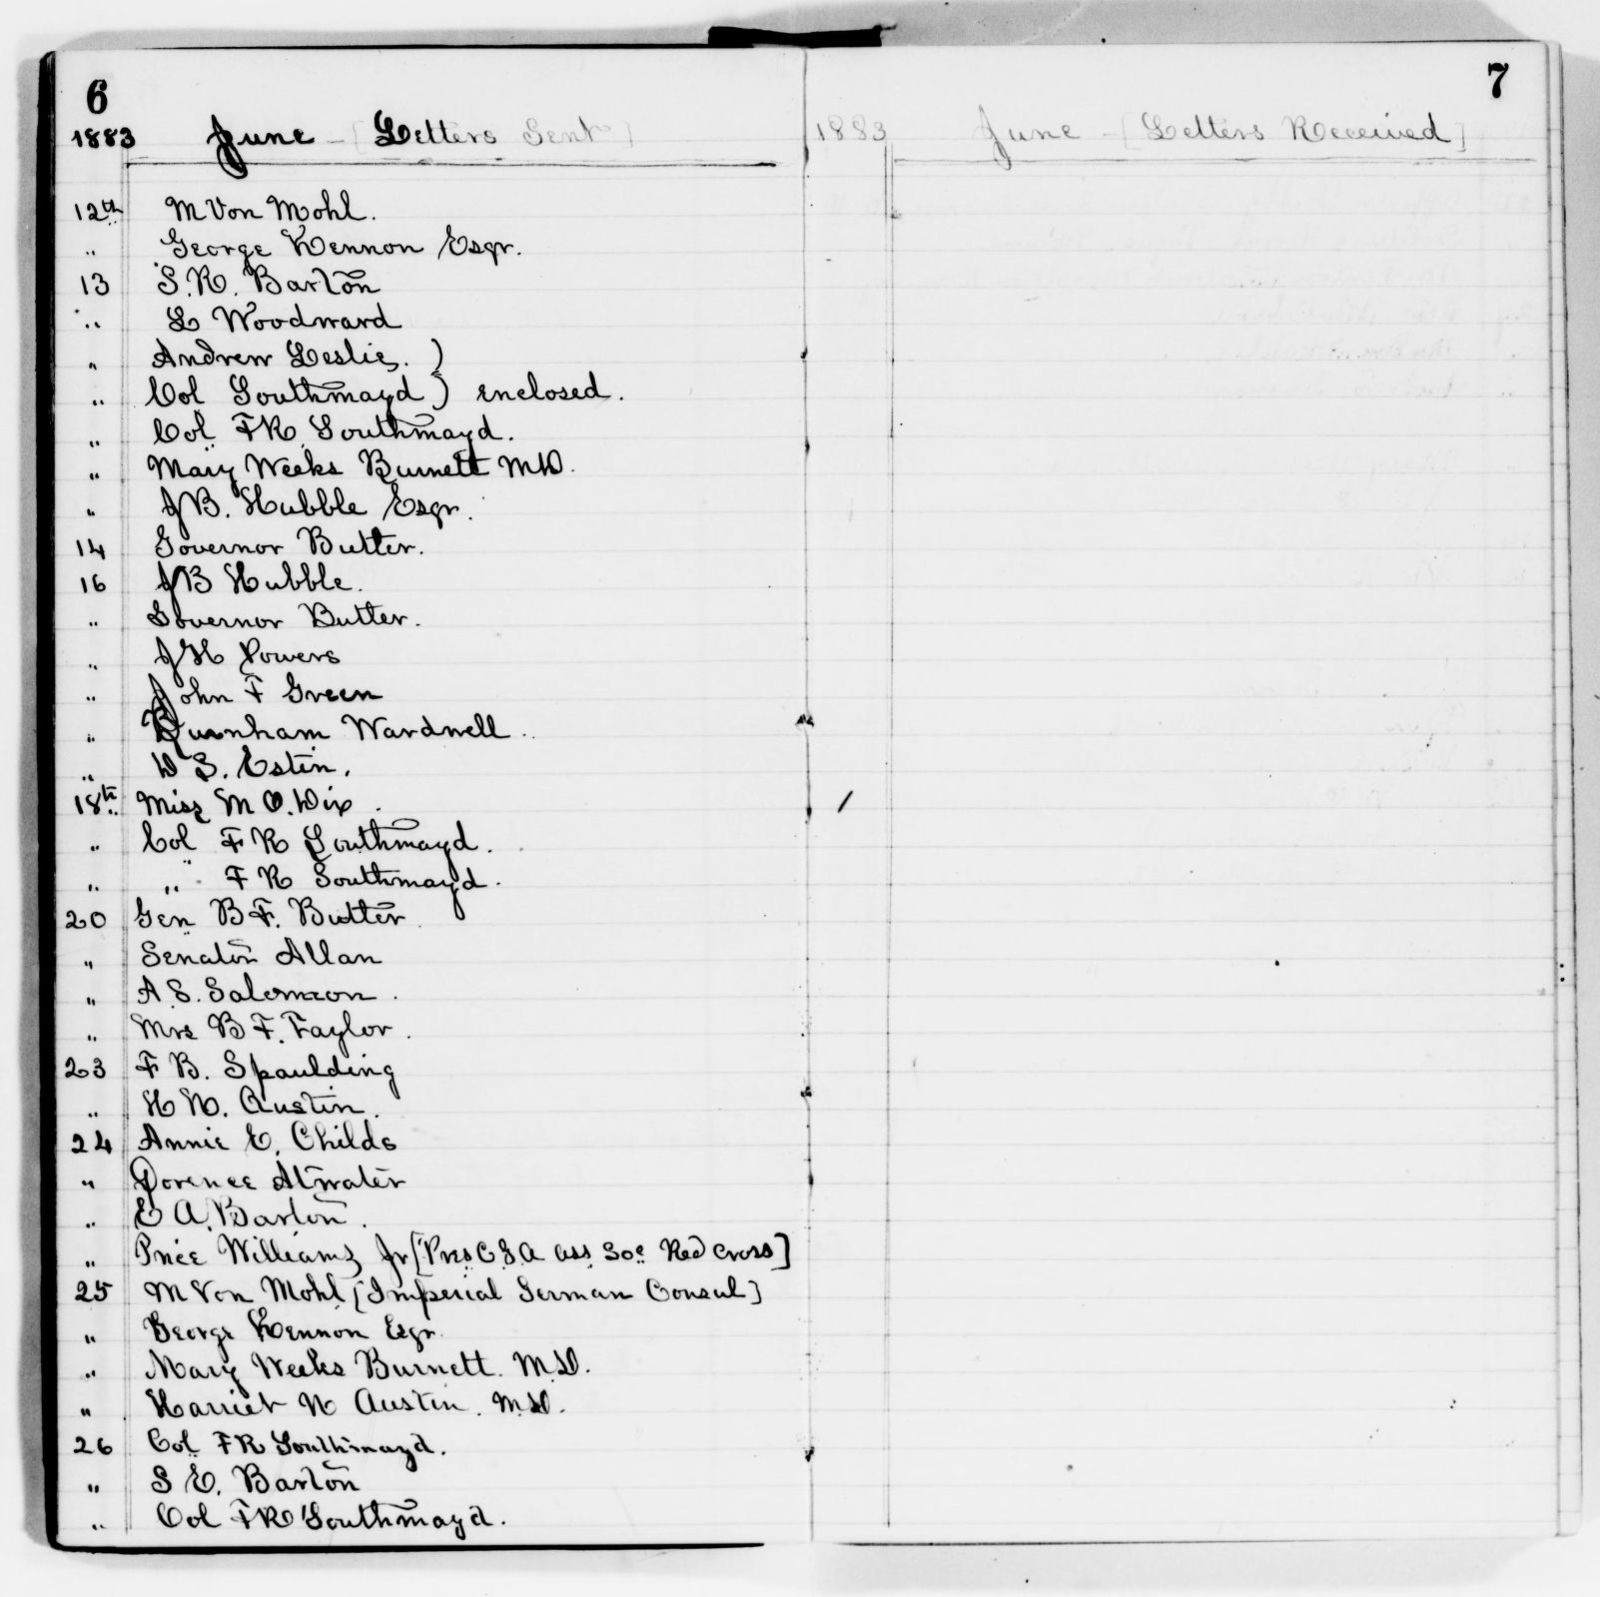 6
1883 June - [Letters Sent]
12th M Von Mohl.
" George Kennon Esqr.
13 S. R. Barton
" L Woodward
" Andrew Leslie. )
" Col Southmayd ) enclosed.
" Col. F R Southmayd.
" Mary Weeks Burnett M D.
" J B. Hubble Esqr.
14 Governor Butler.
16 J B Hubble.
" Governor Butler.
" J H Powers
" John F Green
" Burnham Wardwell.
" D S. Estin.
18th Miss M O. Dix.
" Col F R Southmayd.
" " F R Southmayd.
20 Gen B F. Butler
" Senator Allan
" A. S. Solomon.
" Mrs B F. Taylor.
23 F B. Spaulding
" H N. Austin.
24 Annie E. Childs
" Dorence Atwater
" E A. Barton.
" Price Williams Jr [Pres. C S. A ass Soc Red Cross]
25 M Von Mohl [Imperial German Consul]
" George Kennon Esqr.
" Mary Weeks Burnett. M.D.
" Harriet N Austin. M.D.
26 Col F R Southmayd.
" S E. Barton
" Col F R Southmayd.
7
1883 June - [Letters Received]